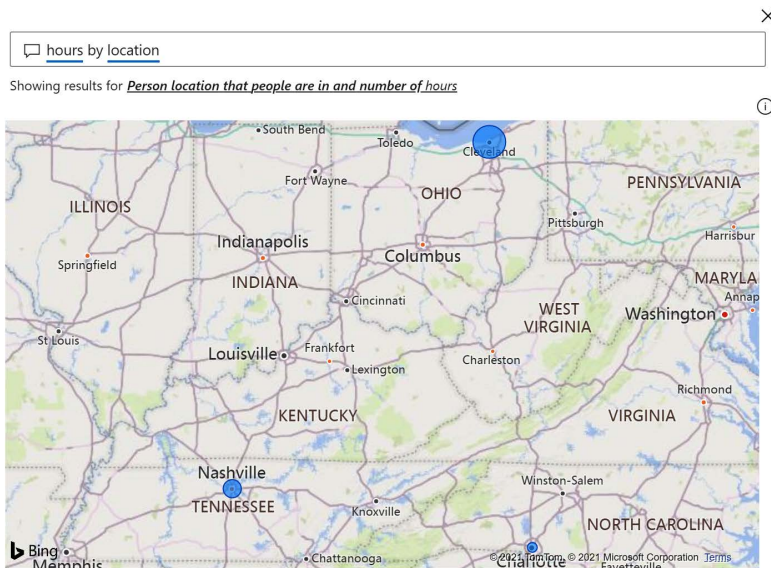 hours by location
Showing results for Person location that people are in and number of hours
South Bend
Toledo
Cleveland
Fort Wayne
OHIO
PENNSYLVANIA
ILLINOIS
Pittsburgh
Harrisbur
Indianapolis
Columbus
Springfield
INDIANA
MARYLA
Annap
Cincinnati
WEST
VIRGINIA
Washington
St Louis
Louisville
Frankfort
Charleston
Lexington
Richmond
KENTUCKY
VIRGINIA
Nashville
Winston-Salem
TENNESSEE
Knoxville
NORTH CAROLINA
Bing
Memphis
Chattanooga
Charlotte
© 2021 TomTom, © 2021 Microsoft Corporation Terms
Fayetteville